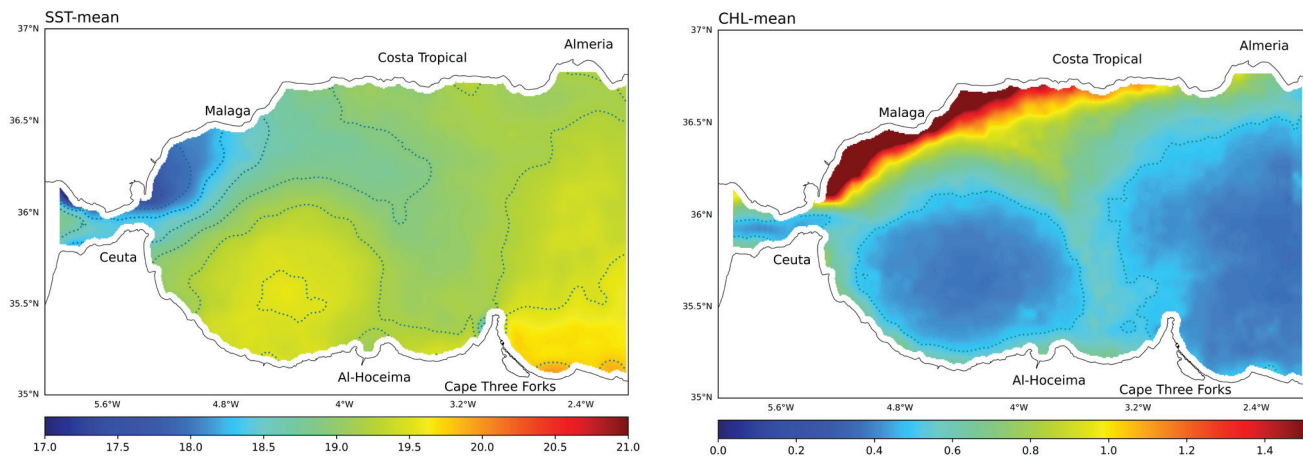 SST-mean
37°N
36.5°N
36°N
35.5°N
35°N
Almeria
Costa Tropical
Malaga
Ceuta
Al-Hoceima
Cape Three Forks
5.6°W 4.8°W 4°W 3.2°W 2.4°W
17.0 17.5 18.0 18.5 19.0 19.5 20.0 20.5 21.0
CHL-mean
37°N
36.5°N
36°N
35.5°N
35°N
Almeria
Costa Tropical
Malaga
Ceuta
Al-Hoceima
Cape Three Forks
5.6°W 4.8°W 4°W 3.2°W 2.4°W
0.0 0.2 0.4 0.6 0.8 1.0 1.2 1.4